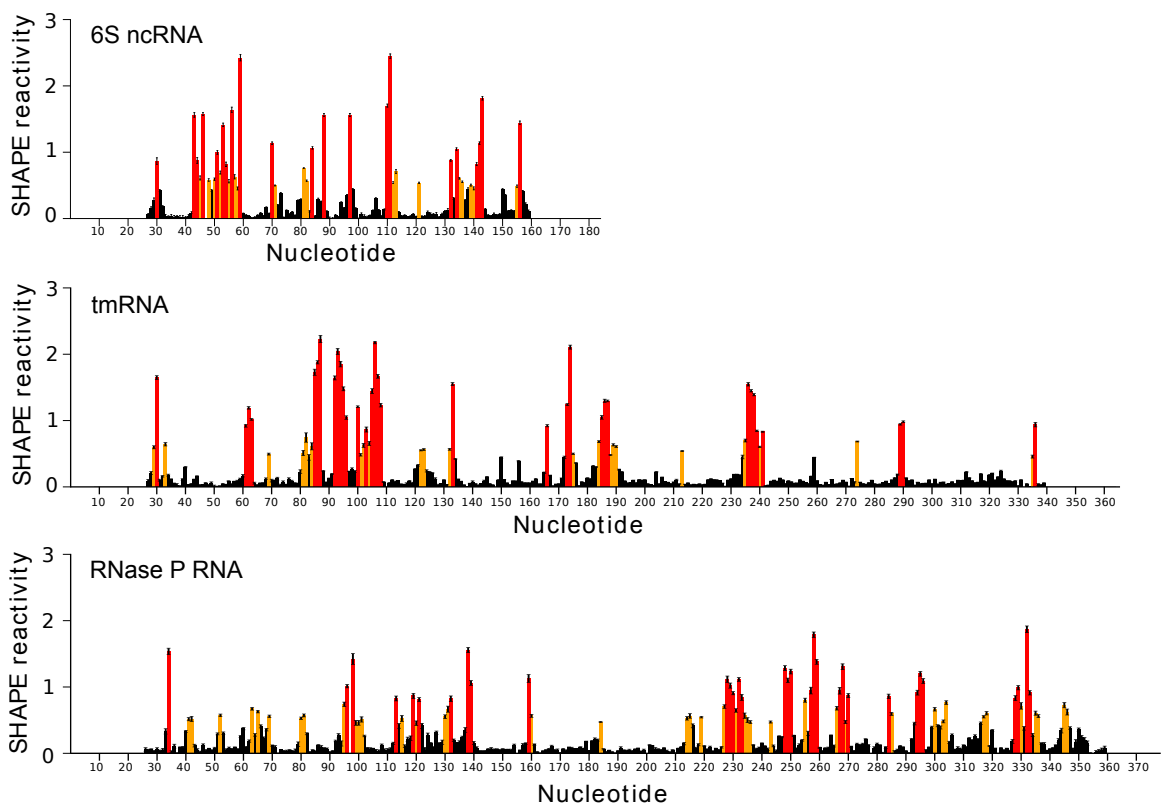 3
6S ncRNA
2
1
0
SHAPE reactivity
10 20 30 40 50 60 70 80 90 100 110 120 130 140 150 160 170 180
Nucleotide
3
tmRNA
2
1
0
SHAPE reactivity
10 20 30 40 50 60 70 80 90 100 110 120 130 140 150 160 170 180 190 200 210 220 230 240 250 260 270 280 290 300 310 320 330 340 350 360
Nucleotide
3
RNase P RNA
2
1
0
SHAPE reactivity
10 20 30 40 50 60 70 80 90 100 110 120 130 140 150 160 170 180 190 200 210 220 230 240 250 260 270 280 290 300 310 320 330 340 350 360 370
Nucleotide